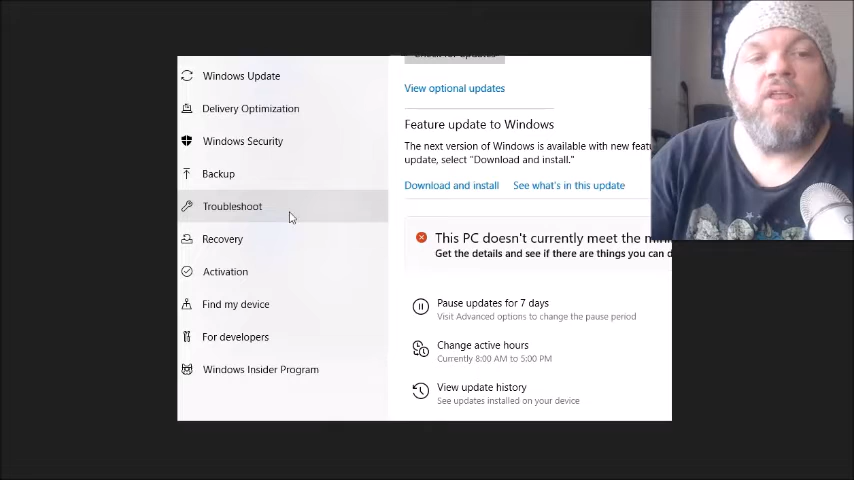 Windows Update
Delivery Optimization
Windows Security
Backup
Troubleshoot
Recovery
Activation
Find my device
For developers
Windows Insider Program
Check for updates
View optional updates
Feature update to Windows
The next version of Windows is available with new
update, select "Download and install."
Download and install See what's in this update
This PC doesn't currently meet the
Get the details and see if there are things you can
Pause updates for 7 days
Visit Advanced options to change the pause period
Change active hours
Currently 8:00 AM to 5:00 PM
View update history
See updates installed on your device